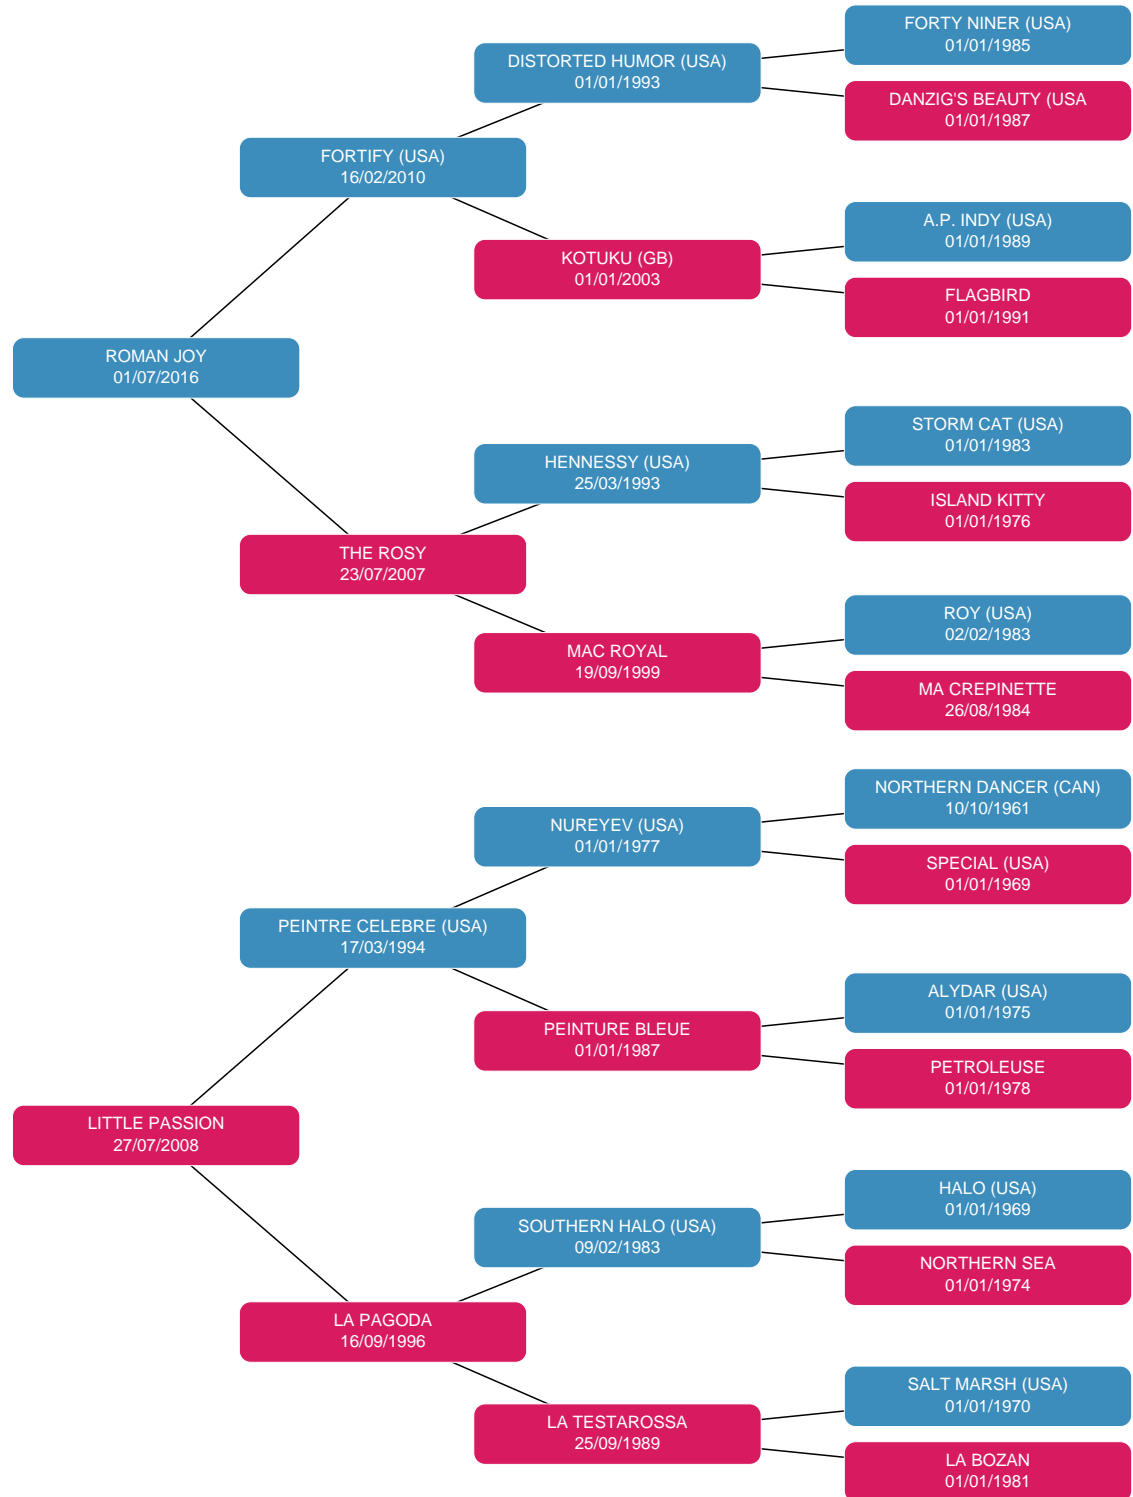 FORTY NINER (USA)
01/01/1985
DISTORTED HUMOR (USA)
01/01/1993
DANZIG'S BEAUTY (USA
01/01/1987
FORTIFY (USA)
16/02/2010
A.P. INDY (USA)
01/01/1989
KOTUKU (GB)
01/01/2003
FLAGBIRD
01/01/1991
ROMAN JOY
01/07/2016
STORM CAT (USA)
01/01/1983
HENNESSY (USA)
25/03/1993
ISLAND KITTY
01/01/1976
THE ROSY
23/07/2007
ROY (USA)
02/02/1983
MAC ROYAL
19/09/1999
MA CREPINETTE
26/08/1984
NORTHERN DANCER (CAN)
10/10/1961
NUREYEV (USA)
01/01/1977
SPECIAL (USA)
01/01/1969
PEINTRE CELEBRE (USA)
17/03/1994
ALYDAR (USA)
01/01/1975
PEINTURE BLEUE
01/01/1987
PETROLEUSE
01/01/1978
LITTLE PASSION
27/07/2008
HALO (USA)
01/01/1969
SOUTHERN HALO (USA)
09/02/1983
NORTHERN SEA
01/01/1974
LA PAGODA
16/09/1996
SALT MARSH (USA)
01/01/1970
LA TESTAROSSA
25/09/1989
LA BOZAN
01/01/1981